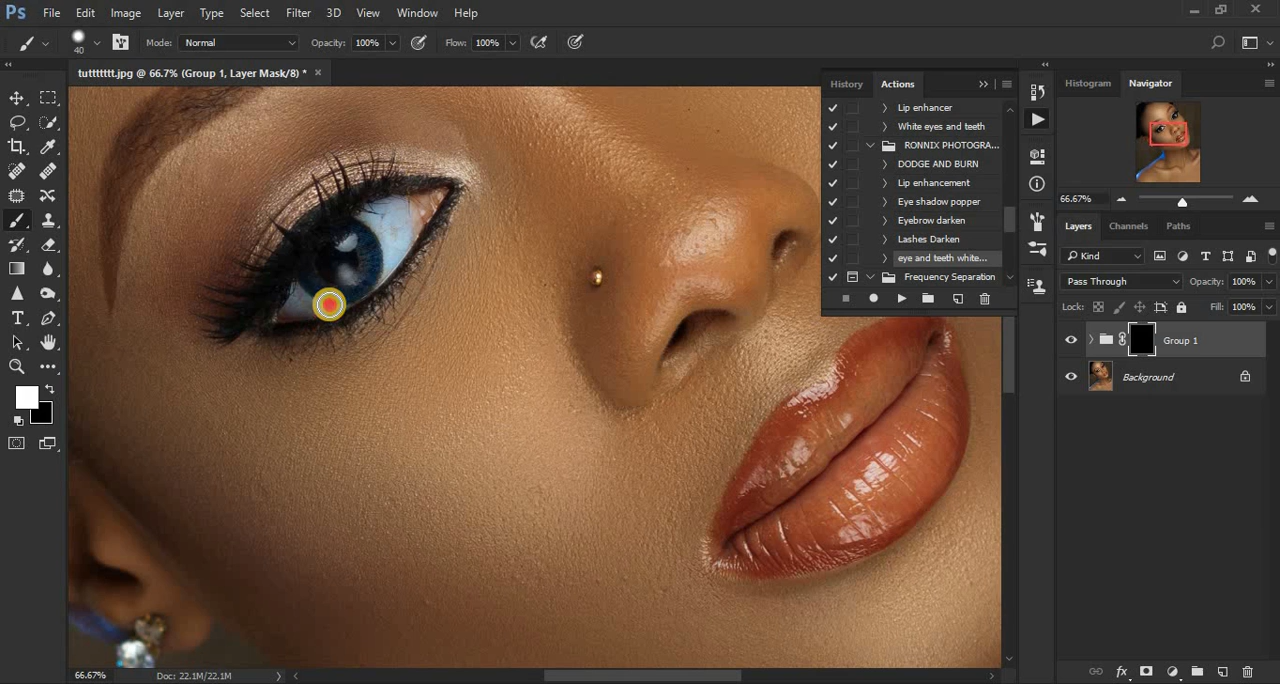 Ps File Edit Image Layer Type Select Filter 3D View Window Help
40 Mode: Normal Opacity: 100% Flow: 100%
tuttttttt.jpg @ 66.7% (Group 1, Layer Mask/8) * ×
History Actions
Lip enhancer
White eyes and teeth
RONNIX PHOTOGRA...
DODGE AND BURN
Lip enhancement
Eye shadow popper
Eyebrow darken
Lashes Darken
eye and teeth white...
Frequency Separation
Histogram Navigator
66.67%
Layers Channels Paths
Kind
Pass Through Opacity: 100%
Lock: Fill: 100%
Group 1
Background
66.67% Doc: 22.1M/22.1M